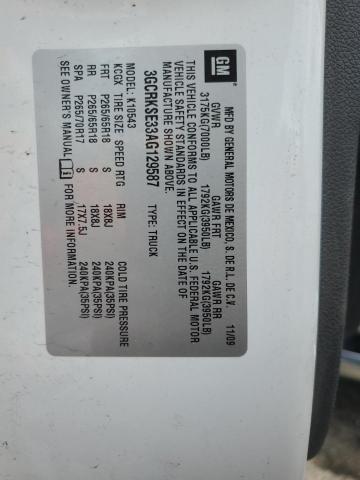 GM
MFD BY GENERAL MOTORS DE MEXICO, S. DE R.L. DE C.V. 11/09
GVWR GAWR FRT GAWR RR
3175KG(7000LB) 1792KG(3950LB) 1792KG(3950LB)
THIS VEHICLE CONFORMS TO ALL APPLICABLE U.S. FEDERAL MOTOR
VEHICLE SAFETY STANDARDS IN EFFECT ON THE DATE OF
MANUFACTURE SHOWN ABOVE.
3GCRKSE33AG129587 TYPE: TRUCK
MODEL: K10543
KCGX TIRE SIZE SPEED RTG RIM COLD TIRE PRESSURE
FRT P265/65R18 S 18X8J 240KPA(35PSI)
RR P265/65R18 S 18X8J 240KPA(35PSI)
SPA P265/70R17 S 17X7.5J 240KPA(35PSI)
SEE OWNER'S MANUAL FOR MORE INFORMATION.